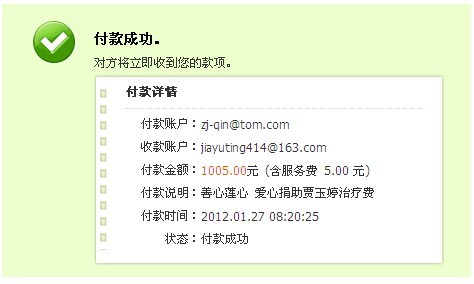 付款成功。
对方将立即收到您的款项。
付款详情
付款账户：zj-qin@tom.com
收款账户：jiayuting414@163.com
付款金额：1005.00元 (含服务费 5.00 元)
付款说明：善心莲心 爱心捐助贾玉婷治疗费
付款时间：2012.01.27 08:20:25
状态：付款成功